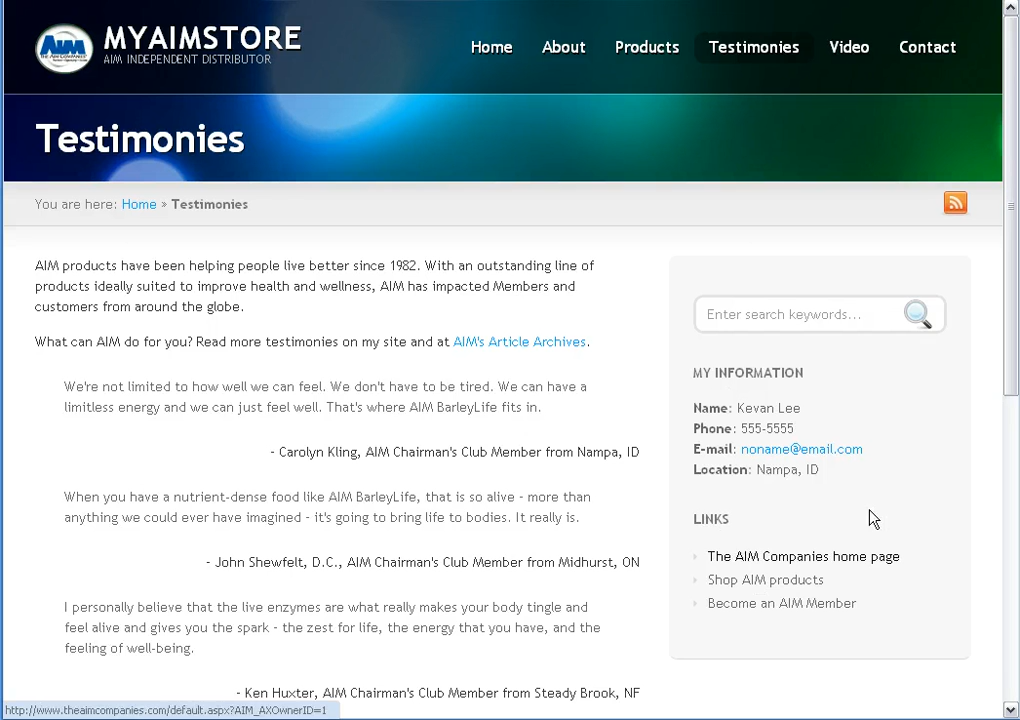 AIM
MYAIMSTORE
AIM INDEPENDENT DISTRIBUTOR
Home
About
Products
Testimonies
Video
Contact
Testimonies
You are here: Home » Testimonies
AIM products have been helping people live better since 1982. With an outstanding line of
products ideally suited to improve health and wellness, AIM has impacted Members and
customers from around the globe.
What can AIM do for you? Read more testimonies on my site and at AIM's Article Archives.
We're not limited to how well we can feel. We don't have to be tired. We can have a
limitless energy and we can just feel well. That's where AIM BarleyLife fits in.
- Carolyn Kling, AIM Chairman's Club Member from Nampa, ID
When you have a nutrient-dense food like AIM BarleyLife, that is so alive - more than
anything we could ever have imagined - it's going to bring life to bodies. It really is.
- John Shewfelt, D.C., AIM Chairman's Club Member from Midhurst, ON
I personally believe that the live enzymes are what really makes your body tingle and
feel alive and gives you the spark - the zest for life, the energy that you have, and the
feeling of well-being.
- Ken Huxter, AIM Chairman's Club Member from Steady Brook, NF
Enter search keywords...
MY INFORMATION
Name: Kevan Lee
Phone: 555-5555
E-mail: noname@email.com
Location: Nampa, ID
LINKS
The AIM Companies home page
Shop AIM products
Become an AIM Member
http://www.theaimcompanies.com/default.aspx?AIM_AXOwnerID=1